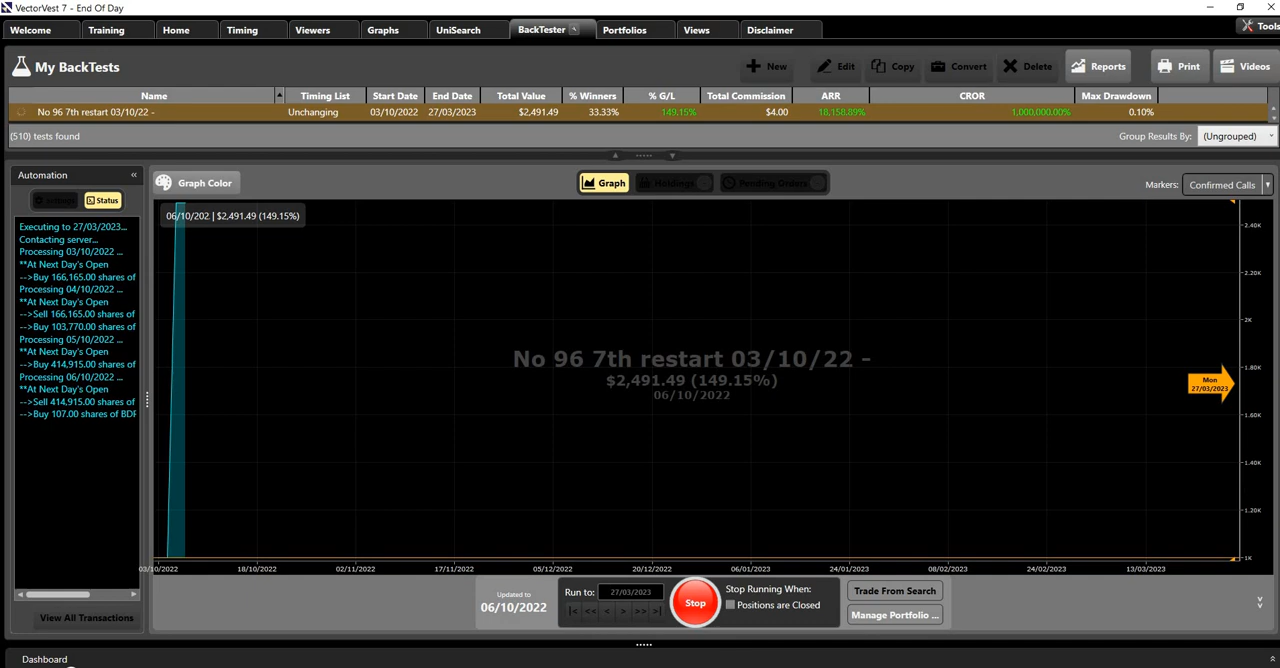 VectorVest 7 - End Of Day
Welcome Training Home Timing Viewers Graphs UniSearch BackTester Portfolios Views Disclaimer Tools
My BackTests New Edit Copy Convert Delete Reports Print Videos
Name Timing List Start Date End Date Total Value % Winners % G/L Total Commission ARR CROR Max Drawdown
No 96 7th restart 03/10/22 - Unchanging 03/10/2022 27/03/2023 $2,491.49 33.33% 149.15% $4.00 18,158.89% 1,000,000.00% 0.10%
(510) tests found Group Results By: (Ungrouped)
Automation « Graph Color Graph Holdings Pending Orders Markers: Confirmed Calls
Settings Status
06/10/202 | $2,491.49 (149.15%)
Executing to 27/03/2023...
Contacting server...
Processing 03/10/2022 ...
**At Next Day's Open
-->Buy 166,165.00 shares of
Processing 04/10/2022 ...
**At Next Day's Open
-->Sell 166,165.00 shares of
-->Buy 103,770.00 shares of
Processing 05/10/2022 ...
**At Next Day's Open
-->Buy 414,915.00 shares of
Processing 06/10/2022 ...
**At Next Day's Open
-->Sell 414,915.00 shares of
-->Buy 107.00 shares of BDF
View All Transactions
No 96 7th restart 03/10/22 -
$2,491.49 (149.15%)
06/10/2022
2.40K
2.20K
2K
1.80K
Mon
27/03/2023
1.60K
1.40K
1.20K
1K
03/10/2022 18/10/2022 02/11/2022 17/11/2022 05/12/2022 20/12/2022 06/01/2023 24/01/2023 08/02/2023 24/02/2023 13/03/2023
Updated to
06/10/2022
Run to: 27/03/2023
|< << < > >> >|
Stop
Stop Running When:
Positions are Closed
Trade From Search
Manage Portfolio ...
Dashboard